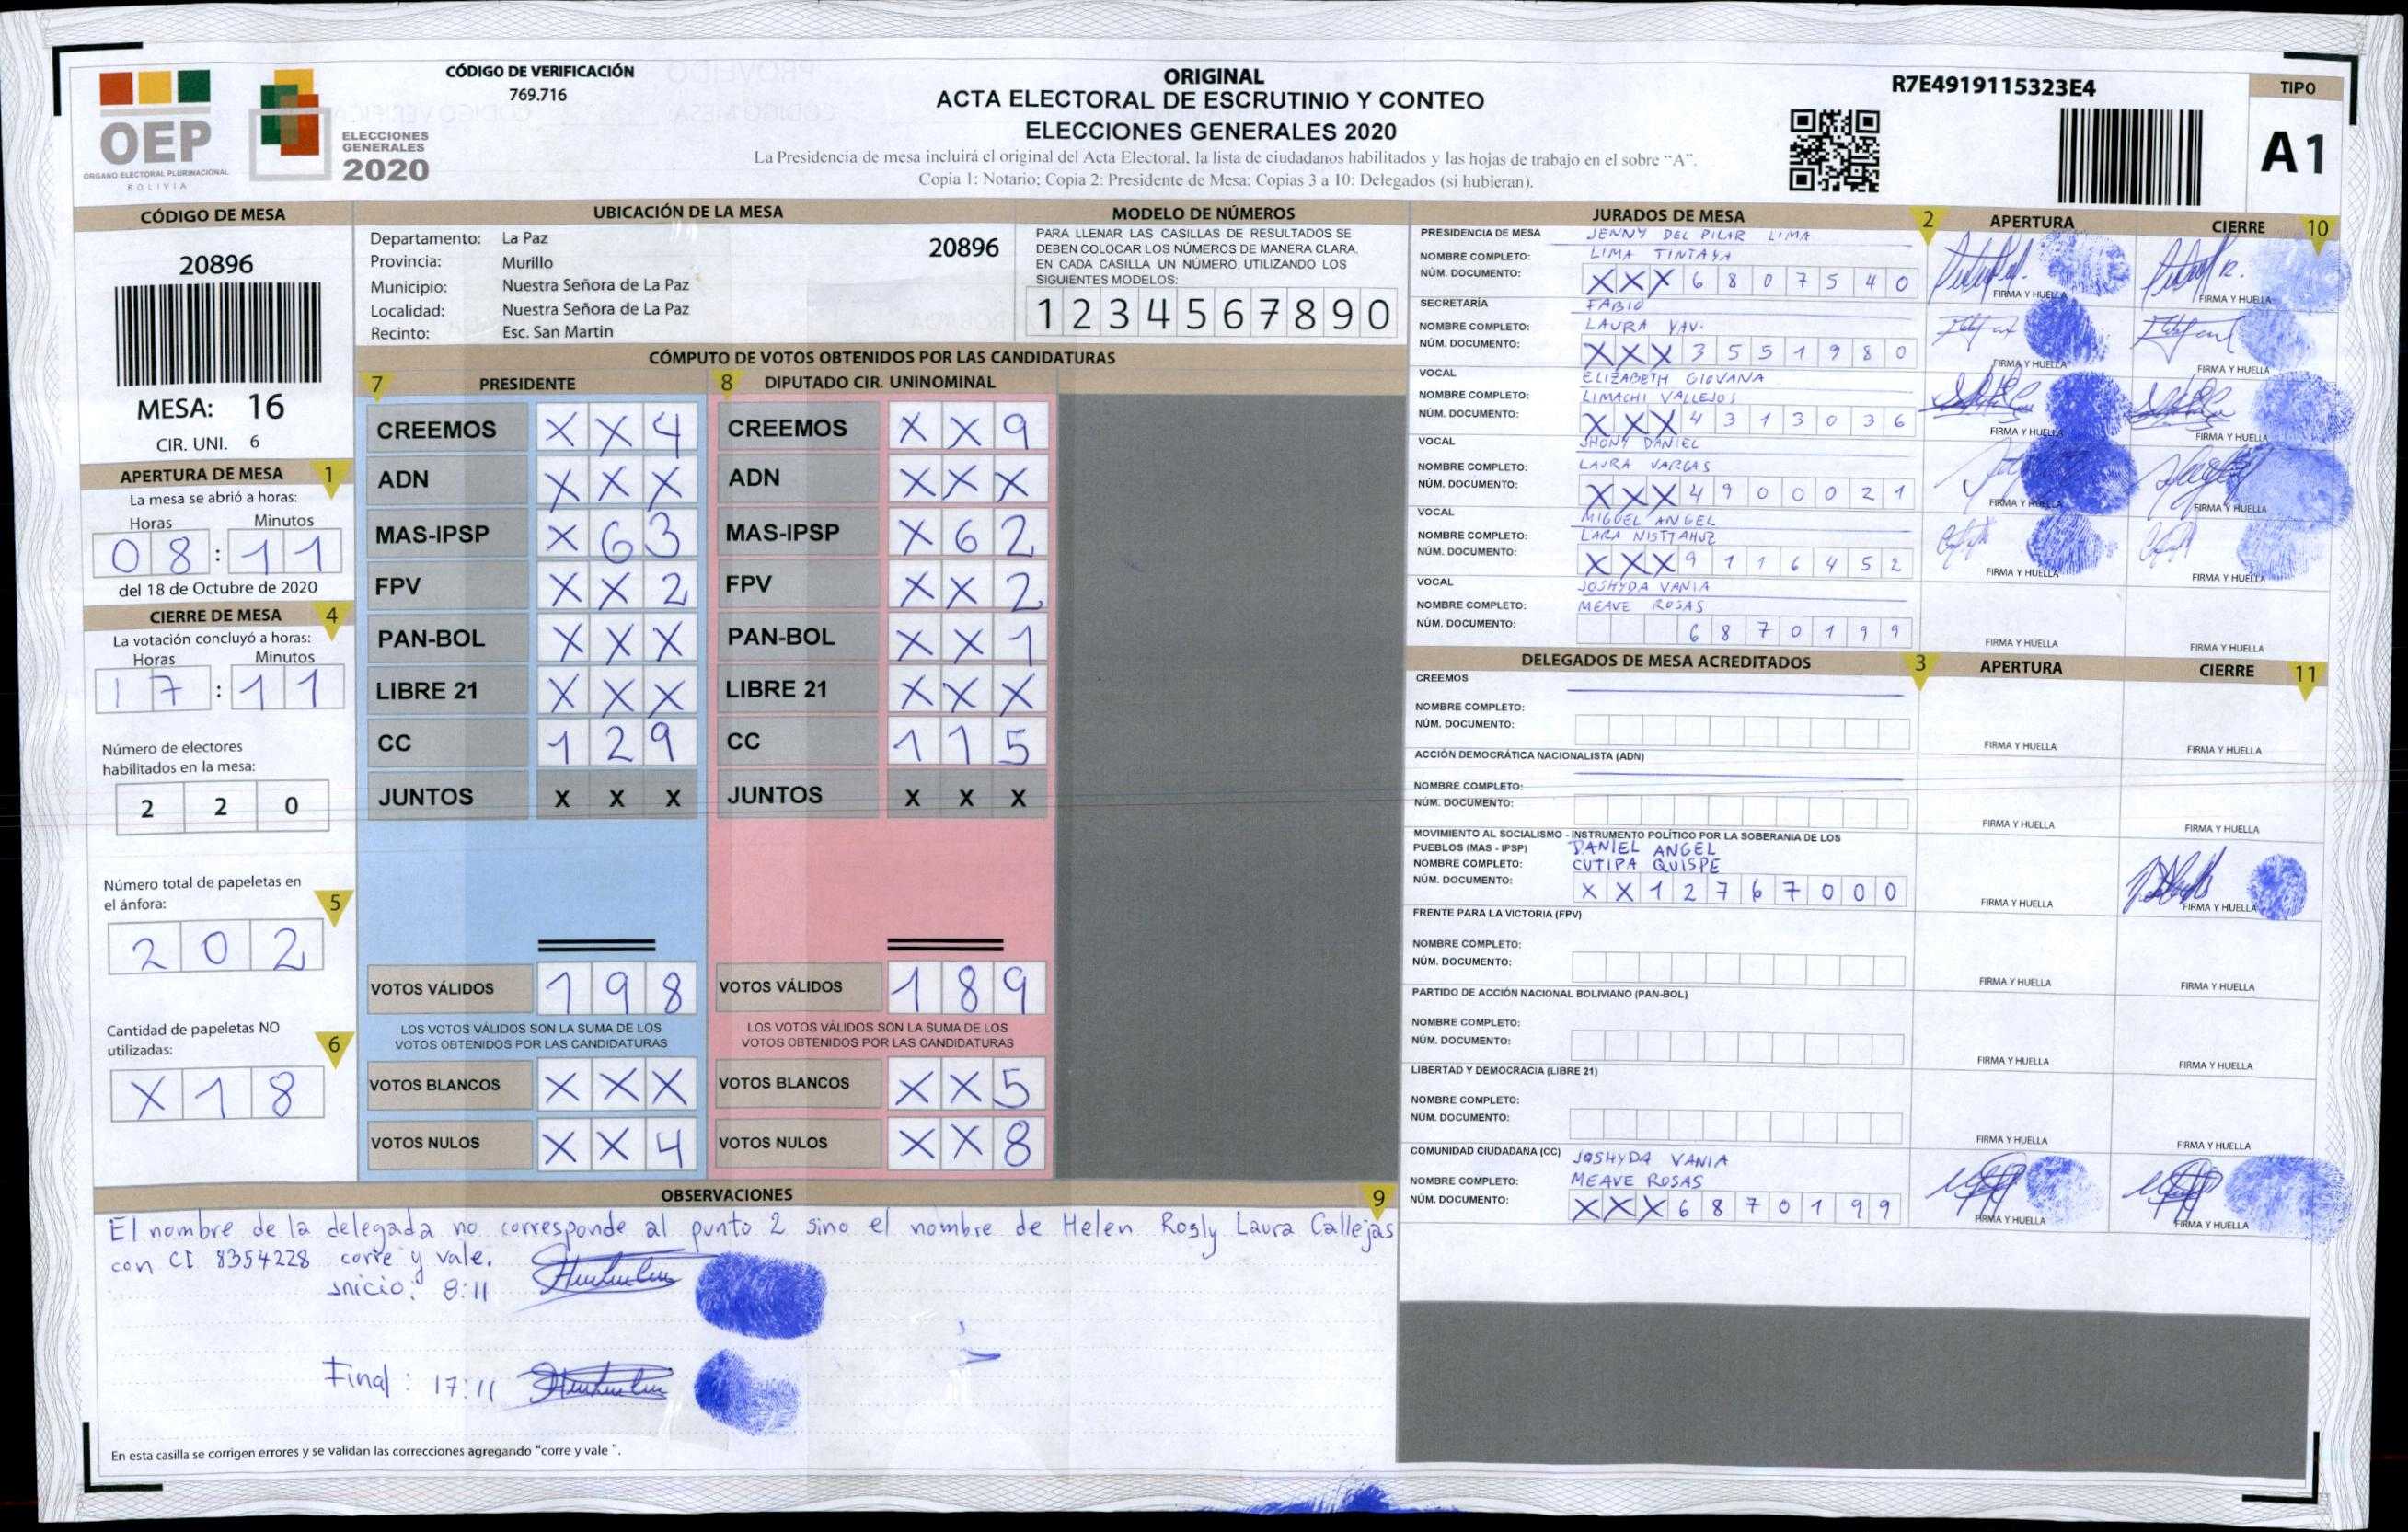 CÓDIGO DE VERIFICACIÓN
769.716
ORIGINAL
ACTA ELECTORAL DE ESCRUTINIO Y CONTEO
ELECCIONES GENERALES 2020
La Presidencia de mesa incluirá el original del Acta Electoral, la lista de ciudadanos habilitados y las hojas de trabajo en el sobre "A".
Copia 1: Notario; Copia 2: Presidente de Mesa; Copias 3 a 10: Delegados (si hubieran).
R7E4919115323E4
TIPO
A1
OEP
ÓRGANO ELECTORAL PLURINACIONAL
BOLIVIA
ELECCIONES
GENERALES
2020
CÓDIGO DE MESA
20896
MESA: 16
CIR. UNI. 6
APERTURA DE MESA 1
La mesa se abrió a horas:
Horas Minutos
08:11
del 18 de Octubre de 2020
CIERRE DE MESA 4
La votación concluyó a horas:
Horas Minutos
17:11
Número de electores
habilitados en la mesa:
2 2 0
Número total de papeletas en
el ánfora: 5
2 0 2
Cantidad de papeletas NO
utilizadas: 6
X 1 8
UBICACIÓN DE LA MESA
Departamento: La Paz 20896
Provincia: Murillo
Municipio: Nuestra Señora de La Paz
Localidad: Nuestra Señora de La Paz
Recinto: Esc. San Martin
MODELO DE NÚMEROS
PARA LLENAR LAS CASILLAS DE RESULTADOS SE
DEBEN COLOCAR LOS NÚMEROS DE MANERA CLARA,
EN CADA CASILLA UN NÚMERO, UTILIZANDO LOS
SIGUIENTES MODELOS:
1 2 3 4 5 6 7 8 9 0
CÓMPUTO DE VOTOS OBTENIDOS POR LAS CANDIDATURAS
7 PRESIDENTE 8 DIPUTADO CIR. UNINOMINAL
CREEMOS X X 4 CREEMOS X X 9
ADN X X X ADN X X X
MAS-IPSP X 6 3 MAS-IPSP X 6 2
FPV X X 2 FPV X X 2
PAN-BOL X X X PAN-BOL X X 1
LIBRE 21 X X X LIBRE 21 X X X
CC 1 2 9 CC 1 1 5
JUNTOS X X X JUNTOS X X X
VOTOS VÁLIDOS 1 9 8 VOTOS VÁLIDOS 1 8 9
LOS VOTOS VÁLIDOS SON LA SUMA DE LOS LOS VOTOS VÁLIDOS SON LA SUMA DE LOS
VOTOS OBTENIDOS POR LAS CANDIDATURAS VOTOS OBTENIDOS POR LAS CANDIDATURAS
VOTOS BLANCOS X X X VOTOS BLANCOS X X 5
VOTOS NULOS X X 4 VOTOS NULOS X X 8
OBSERVACIONES 9
El nombre de la delegada no corresponde al punto 2 sino el nombre de Helen Rosly Laura Callejas
con CI 8354228 corre y vale.
inicio: 8:11
Final: 17:11
En esta casilla se corrigen errores y se validan las correcciones agregando "corre y vale ".
JURADOS DE MESA 2 APERTURA CIERRE 10
PRESIDENCIA DE MESA JENNY DEL PILAR LIMA
NOMBRE COMPLETO: LIMA TINTAYA
NÚM. DOCUMENTO: X X X 6 8 0 7 5 4 0
FIRMA Y HUELLA FIRMA Y HUELLA
SECRETARÍA FABIO
NOMBRE COMPLETO: LAURA YAV.
NÚM. DOCUMENTO: X X X 3 5 5 1 9 8 0
FIRMA Y HUELLA FIRMA Y HUELLA
VOCAL ELIZABETH GIOVANA
NOMBRE COMPLETO: LIMACHI VALLEJOS
NÚM. DOCUMENTO: X X X 4 3 1 3 0 3 6
FIRMA Y HUELLA FIRMA Y HUELLA
VOCAL JHONY DANIEL
NOMBRE COMPLETO: LAURA VARGAS
NÚM. DOCUMENTO: X X X 4 9 0 0 0 2 1
FIRMA Y HUELLA FIRMA Y HUELLA
VOCAL MIGUEL ANGEL
NOMBRE COMPLETO: LARA
NÚM. DOCUMENTO: X X X 9 1 1 6 4 5 2
FIRMA Y HUELLA FIRMA Y HUELLA
VOCAL JOSHYDA VANIA
NOMBRE COMPLETO: MEAVE ROSAS
NÚM. DOCUMENTO: 6 8 7 0 1 9 9
FIRMA Y HUELLA FIRMA Y HUELLA
DELEGADOS DE MESA ACREDITADOS 3 APERTURA CIERRE 11
CREEMOS
NOMBRE COMPLETO:
NÚM. DOCUMENTO:
FIRMA Y HUELLA FIRMA Y HUELLA
ACCIÓN DEMOCRÁTICA NACIONALISTA (ADN)
NOMBRE COMPLETO:
NÚM. DOCUMENTO:
FIRMA Y HUELLA FIRMA Y HUELLA
MOVIMIENTO AL SOCIALISMO - INSTRUMENTO POLÍTICO POR LA SOBERANIA DE LOS
PUEBLOS (MAS - IPSP) DANIEL ANGEL
NOMBRE COMPLETO: CUTIPA QUISPE
NÚM. DOCUMENTO: X X 1 2 7 6 7 0 0 0
FIRMA Y HUELLA FIRMA Y HUELLA
FRENTE PARA LA VICTORIA (FPV)
NOMBRE COMPLETO:
NÚM. DOCUMENTO:
FIRMA Y HUELLA FIRMA Y HUELLA
PARTIDO DE ACCIÓN NACIONAL BOLIVIANO (PAN-BOL)
NOMBRE COMPLETO:
NÚM. DOCUMENTO:
FIRMA Y HUELLA FIRMA Y HUELLA
LIBERTAD Y DEMOCRACIA (LIBRE 21)
NOMBRE COMPLETO:
NÚM. DOCUMENTO:
FIRMA Y HUELLA FIRMA Y HUELLA
COMUNIDAD CIUDADANA (CC) JOSHYDA VANIA
NOMBRE COMPLETO: MEAVE ROSAS
NÚM. DOCUMENTO: X X X 6 8 7 0 1 9 9
FIRMA Y HUELLA FIRMA Y HUELLA